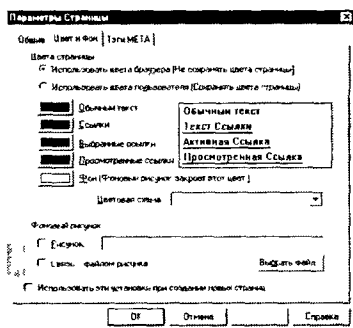 Параметры Страницы
Общие Цвет и Фон Тэги META
Цвета страницы
Использовать цвета браузера (Не сохранять цвета страницы)
Использовать цвета пользователя (Сохранять цвета страницы)
Обычный текст
Ссылки
Выбранные ссылки
Просмотренные ссылки
Обычный текст
Текст Ссылки
Активная Ссылка
Просмотренная Ссылка
Фон (Фоновый рисунок закроет этот цвет)
Цветовая схема
Фоновый рисунок
Рисунок
файлом рисунка
Выбрать файл
Использовать эти установки при создании новых страниц
OK Отмена Справка